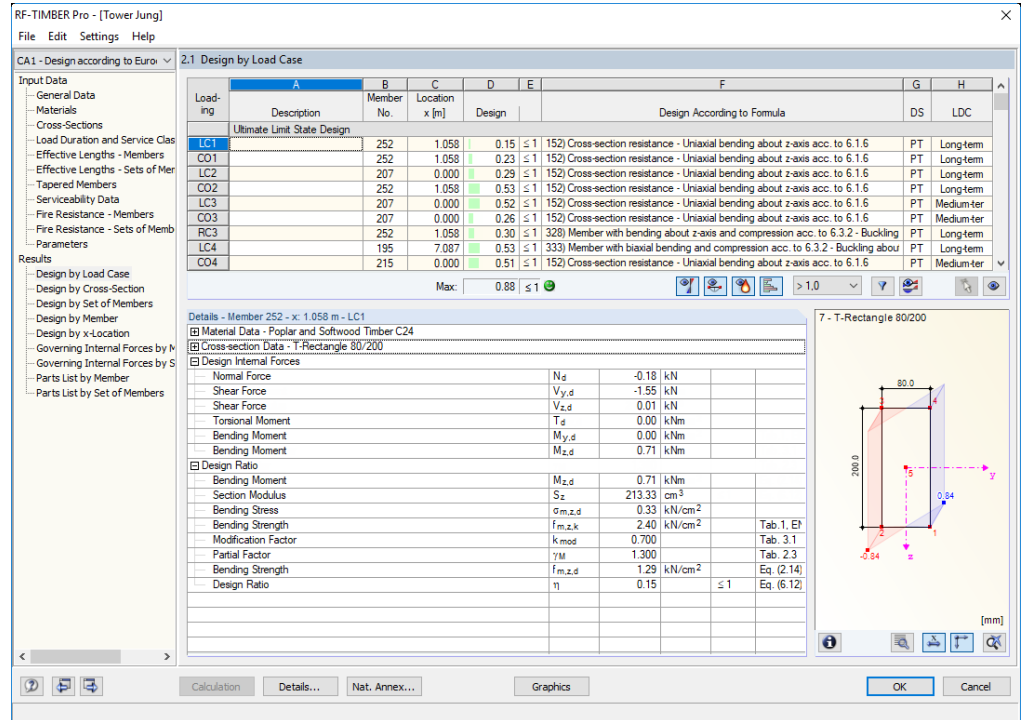 RF-TIMBER Pro - [Tower Jung]
File Edit Settings Help
CA1 - Design according to Euro
2.1 Design by Load Case
Input Data
General Data
Materials
Cross-Sections
Load Duration and Service Clas
Effective Lengths - Members
Effective Lengths - Sets of Mer
Tapered Members
Serviceability Data
Fire Resistance - Members
Fire Resistance - Sets of Memb
Parameters
Results
Design by Load Case
Design by Cross-Section
Design by Set of Members
Design by Member
Design by x-Location
Governing Internal Forces by M
Governing Internal Forces by S
Parts List by Member
Parts List by Set of Members
A B C D E F G H
Load-ing Description Member No. Location x [m] Design Design According to Formula DS LDC
Ultimate Limit State Design
LC1 252 1.058 0.15 ≤ 1 152) Cross-section resistance - Uniaxial bending about z-axis acc. to 6.1.6 PT Long-term
CO1 252 1.058 0.23 ≤ 1 152) Cross-section resistance - Uniaxial bending about z-axis acc. to 6.1.6 PT Long-term
LC2 207 0.000 0.29 ≤ 1 152) Cross-section resistance - Uniaxial bending about z-axis acc. to 6.1.6 PT Long-term
CO2 252 1.058 0.53 ≤ 1 152) Cross-section resistance - Uniaxial bending about z-axis acc. to 6.1.6 PT Long-term
LC3 207 0.000 0.52 ≤ 1 152) Cross-section resistance - Uniaxial bending about z-axis acc. to 6.1.6 PT Medium-ter
CO3 207 0.000 0.26 ≤ 1 152) Cross-section resistance - Uniaxial bending about z-axis acc. to 6.1.6 PT Medium-ter
RC3 252 1.058 0.30 ≤ 1 328) Member with bending about z-axis and compression acc. to 6.3.2 - Buckling PT Long-term
LC4 195 7.087 0.53 ≤ 1 333) Member with biaxial bending and compression acc. to 6.3.2 - Buckling abou PT Long-term
CO4 215 0.000 0.51 ≤ 1 152) Cross-section resistance - Uniaxial bending about z-axis acc. to 6.1.6 PT Medium-ter
Max: 0.88 ≤ 1 > 1,0
Details - Member 252 - x: 1.058 m - LC1
Material Data - Poplar and Softwood Timber C24
Cross-section Data - T-Rectangle 80/200
Design Internal Forces
Normal Force Nd -0.18 kN
Shear Force Vy,d -1.55 kN
Shear Force Vz,d 0.01 kN
Torsional Moment Td 0.00 kNm
Bending Moment My,d 0.00 kNm
Bending Moment Mz,d 0.71 kNm
Design Ratio
Bending Moment Mz,d 0.71 kNm
Section Modulus Sz 213.33 cm3
Bending Stress σm,z,d 0.33 kN/cm2
Bending Strength fm,z,k 2.40 kN/cm2 Tab.1, EN
Modification Factor kmod 0.700 Tab. 3.1
Partial Factor γM 1.300 Tab. 2.3
Bending Strength fm,z,d 1.29 kN/cm2 Eq. (2.14)
Design Ratio η 0.15 ≤ 1 Eq. (6.12)
7 - T-Rectangle 80/200
80.0
3 4
200.0
5
y
0.84
2 1
-0.84
z
[mm]
Calculation Details... Nat. Annex... Graphics OK Cancel